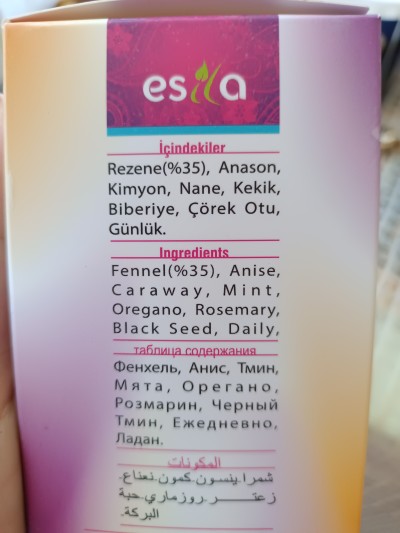 esila
İçindekiler
Rezene(%35), Anason,
Kimyon, Nane, Kekik,
Biberiye, Çörek Otu,
Günlük.
Ingredients
Fennel(%35), Anise,
Caraway, Mint,
Oregano, Rosemary,
Black Seed, Daily,
таблица содержания
Фенхель, Анис, Тмин,
Мята, Орегано,
Розмарин, Черный
Тмин, Ежедневно,
Ладан.
المكونات
شمرا.ينسون.كمون.نعناع.
زعتر.روزماري.حبة
البركة.